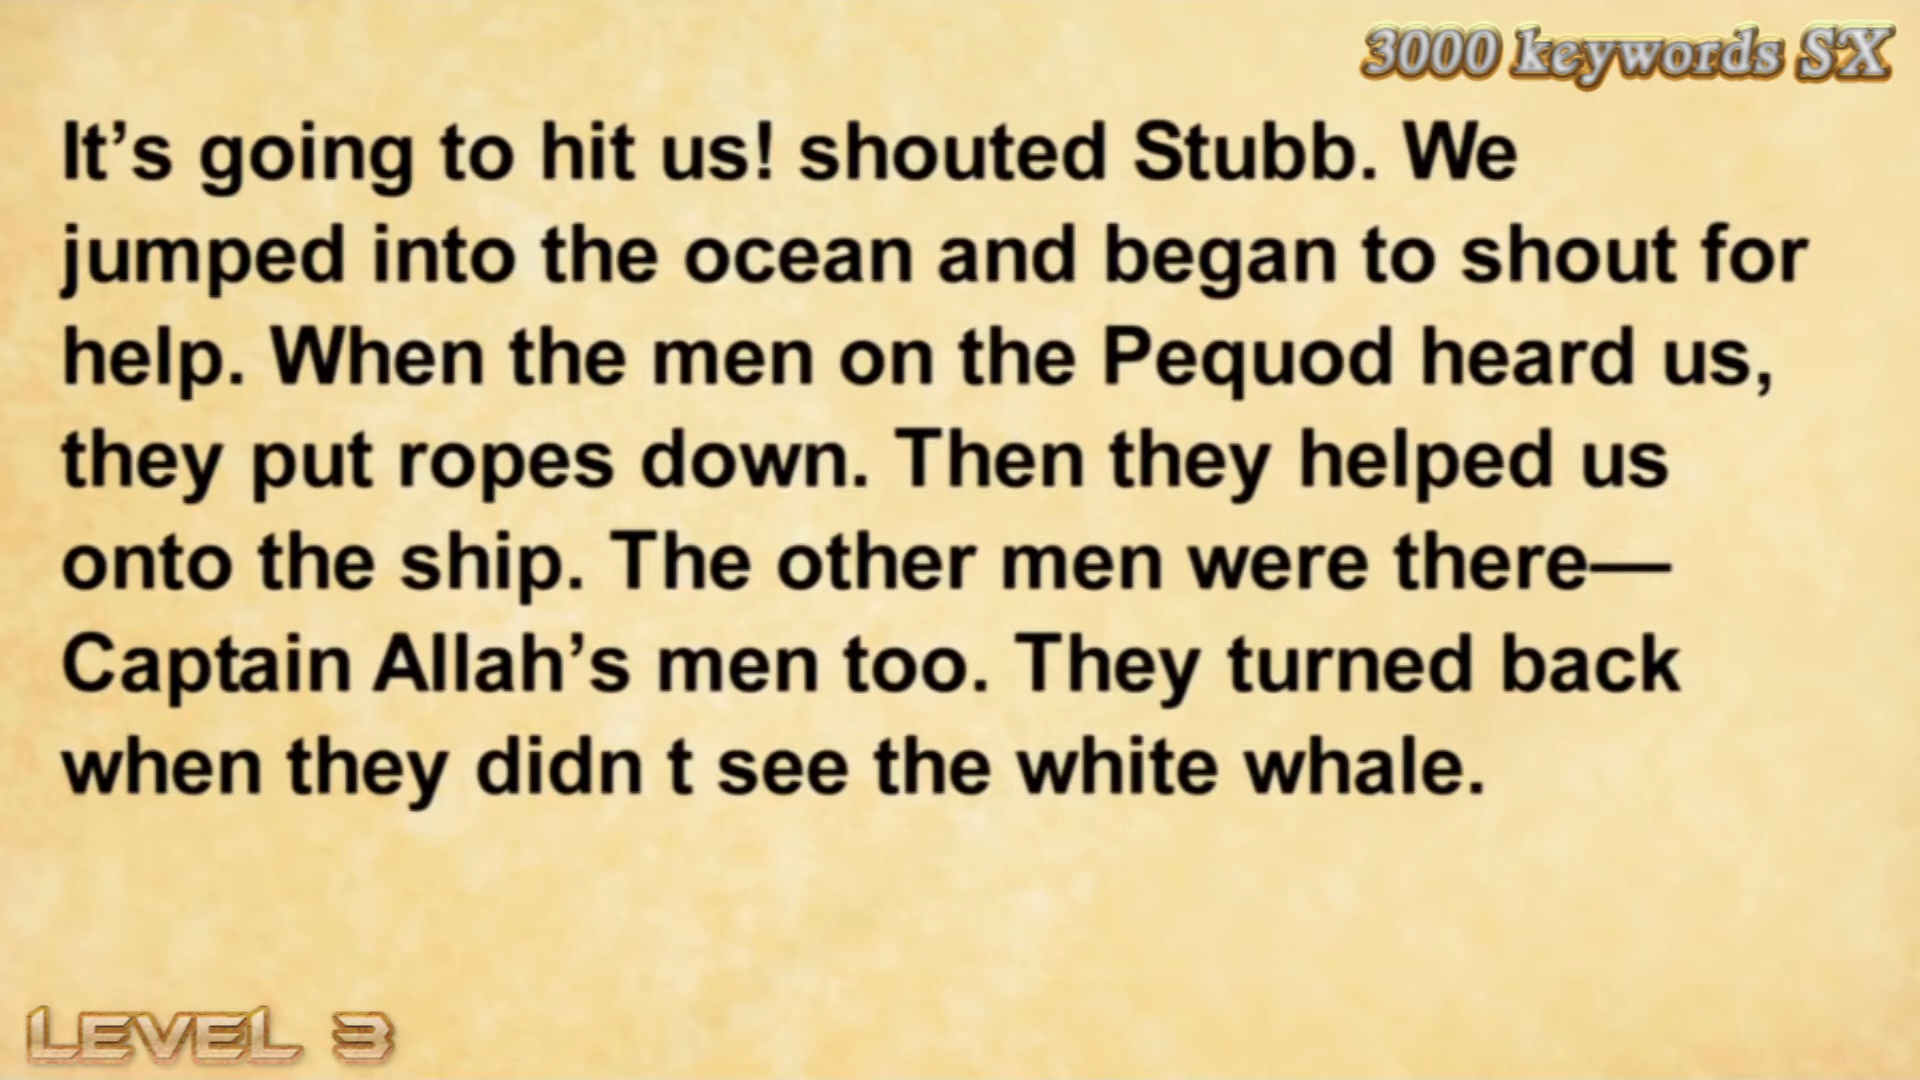 3000 keywords SX
It’s going to hit us! shouted Stubb. We
jumped into the ocean and began to shout for
help. When the men on the Pequod heard us,
they put ropes down. Then they helped us
onto the ship. The other men were there—
Captain Allah’s men too. They turned back
when they didn t see the white whale.
LEVEL 3